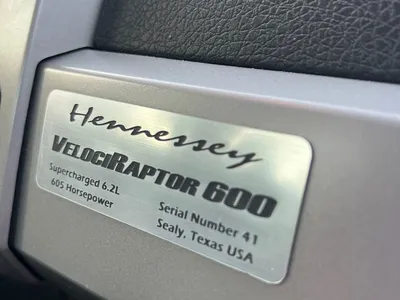 Hennessey
VELOCIRAPTOR 600
Supercharged 6.2L
605 Horsepower
Serial Number 41
Sealy, Texas USA